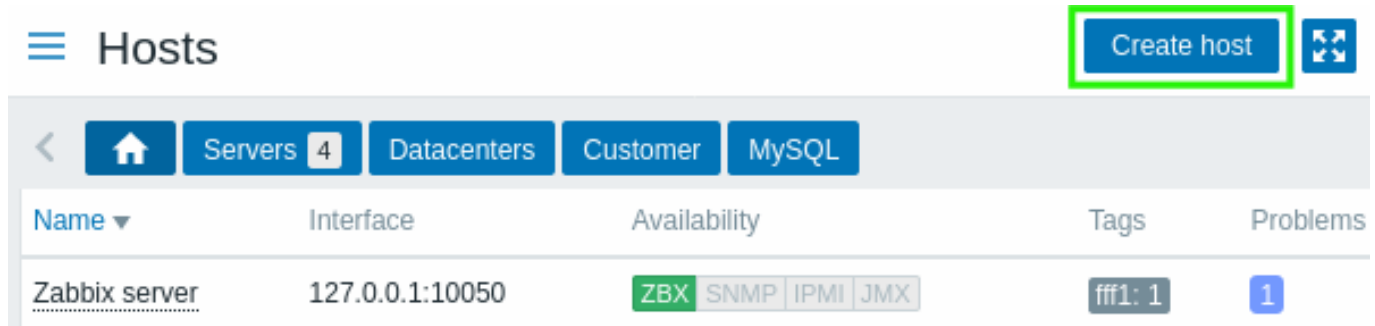 Hosts
Create host
Servers 4 Datacenters Customer MySQL
Name Interface Availability Tags Problems
Zabbix server 127.0.0.1:10050 ZBX SNMP IPMI JMX fff1: 1 1